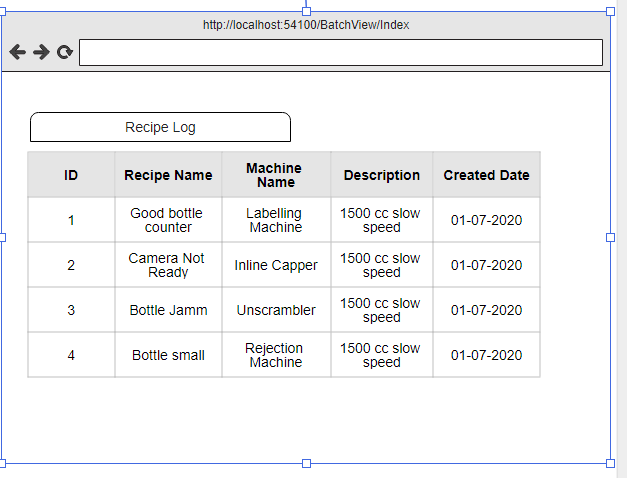 http://localhost:54100/BatchView/Index
Recipe Log
ID Recipe Name Machine Name Description Created Date
1 Good bottle counter Labelling Machine 1500 cc slow speed 01-07-2020
2 Camera Not Ready Inline Capper 1500 cc slow speed 01-07-2020
3 Bottle Jamm Unscrambler 1500 cc slow speed 01-07-2020
4 Bottle small Rejection Machine 1500 cc slow speed 01-07-2020